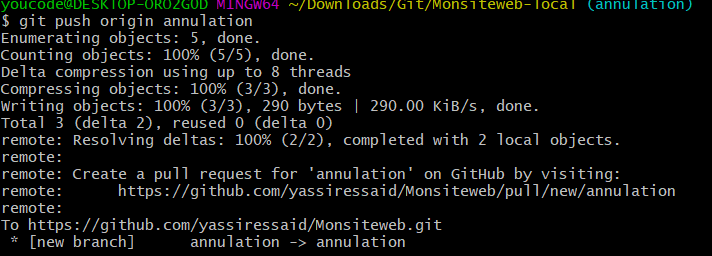 youcode@DESKTOP-ORO2GOD MINGW64 ~/Downloads/Git/Monsiteweb-local (annulation)
$ git push origin annulation
Enumerating objects: 5, done.
Counting objects: 100% (5/5), done.
Delta compression using up to 8 threads
Compressing objects: 100% (3/3), done.
Writing objects: 100% (3/3), 290 bytes | 290.00 KiB/s, done.
Total 3 (delta 2), reused 0 (delta 0)
remote: Resolving deltas: 100% (2/2), completed with 2 local objects.
remote:
remote: Create a pull request for 'annulation' on GitHub by visiting:
remote:      https://github.com/yassiressaid/Monsiteweb/pull/new/annulation
remote:
To https://github.com/yassiressaid/Monsiteweb.git
 * [new branch]      annulation -> annulation